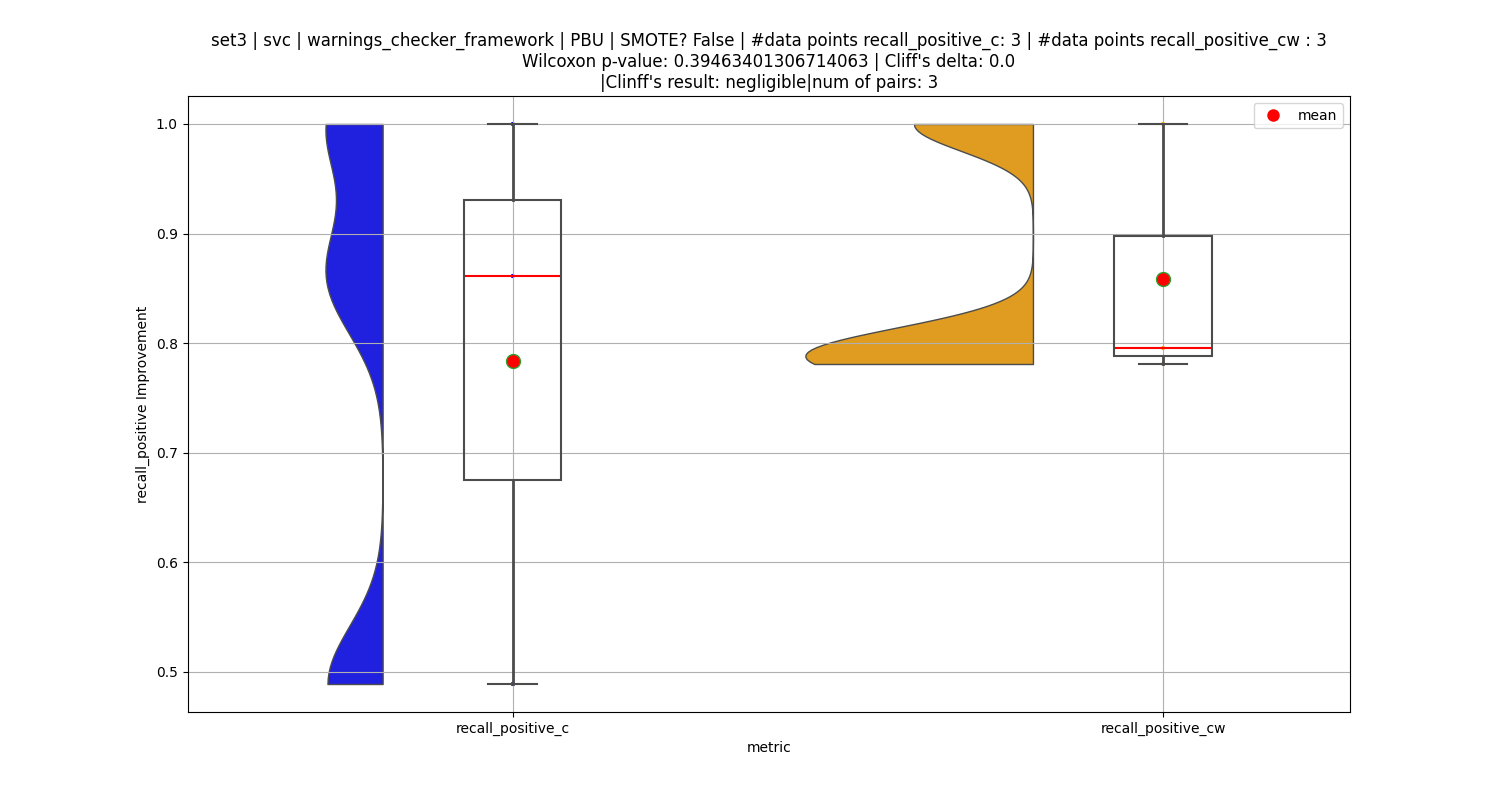 set3 | svc | warnings_checker_framework | PBU | SMOTE? False | #data points recall_positive_c: 3 | #data points recall_positive_cw : 3
Wilcoxon p-value: 0.39463401306714063 | Cliff's delta: 0.0
|Clinff's result: negligible|num of pairs: 3
mean
1.0
0.9
0.8
0.7
0.6
0.5
recall_positive Improvement
recall_positive_c
recall_positive_cw
metric